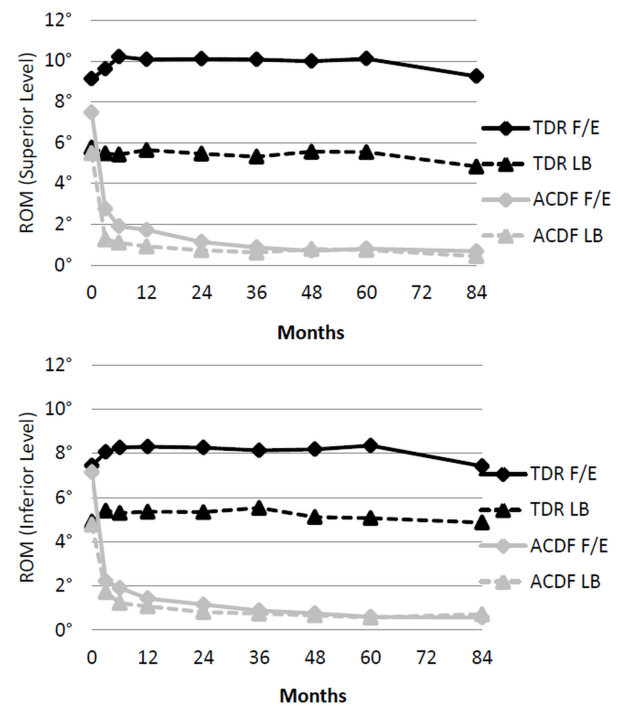 12°
10°
8°
6°
4°
2°
0°
ROM (Superior Level)
0 12 24 36 48 60 72 84
Months
TDR F/E
TDR LB
ACDF F/E
ACDF LB
12°
10°
8°
6°
4°
2°
0°
ROM (Inferior Level)
0 12 24 36 48 60 72 84
Months
TDR F/E
TDR LB
ACDF F/E
ACDF LB